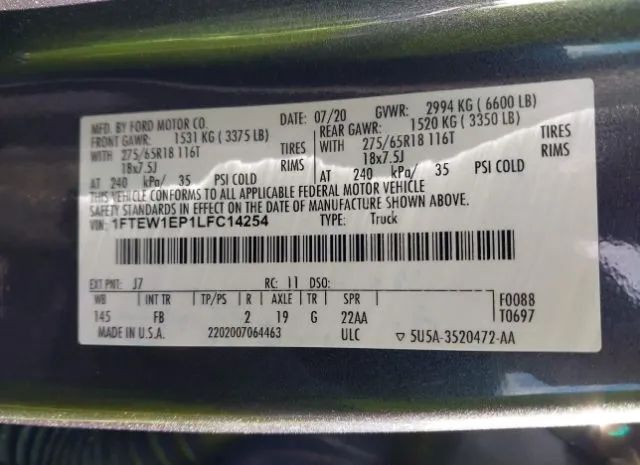 MFD. BY FORD MOTOR CO. DATE: 07/20 GVWR: 2994 KG ( 6600 LB)
FRONT GAWR: 1531 KG ( 3375 LB) REAR GAWR: 1520 KG ( 3350 LB)
WITH 275/65R18 116T TIRES WITH 275/65R18 116T TIRES
18x7.5J RIMS 18x7.5J RIMS
AT 240 kPa/ 35 PSI COLD AT 240 kPa/ 35 PSI COLD
THIS VEHICLE CONFORMS TO ALL APPLICABLE FEDERAL MOTOR VEHICLE
SAFETY STANDARDS IN EFFECT ON THE DATE OF MANUFACTURE SHOWN ABOVE.
VIN: 1FTEW1EP1LFC14254 TYPE: Truck
EXT PNT: J7 RC: 11 DSO:
WB INT TR TP/PS R AXLE TR SPR F0088
145 FB 2 19 G 22AA T0697
MADE IN U.S.A. 2202007064463 ULC ▽ 5U5A-3520472-AA